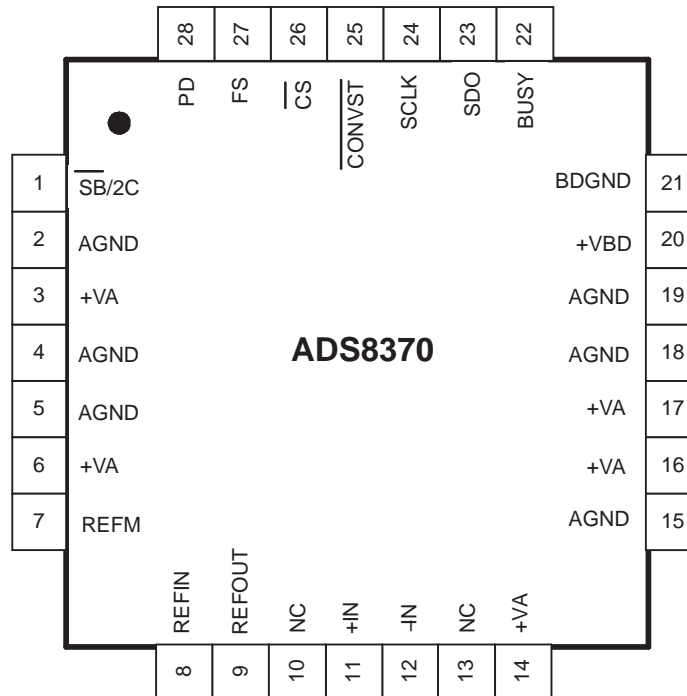 28 27 26 25 24 23 22
PD FS CS CONVST SCLK SDO BUSY
1 SB/2C
2 AGND
3 +VA
4 AGND
5 AGND
6 +VA
7 REFM
ADS8370
BDGND 21
+VBD 20
AGND 19
AGND 18
+VA 17
+VA 16
AGND 15
REFIN REFOUT NC +IN -IN NC +VA
8 9 10 11 12 13 14